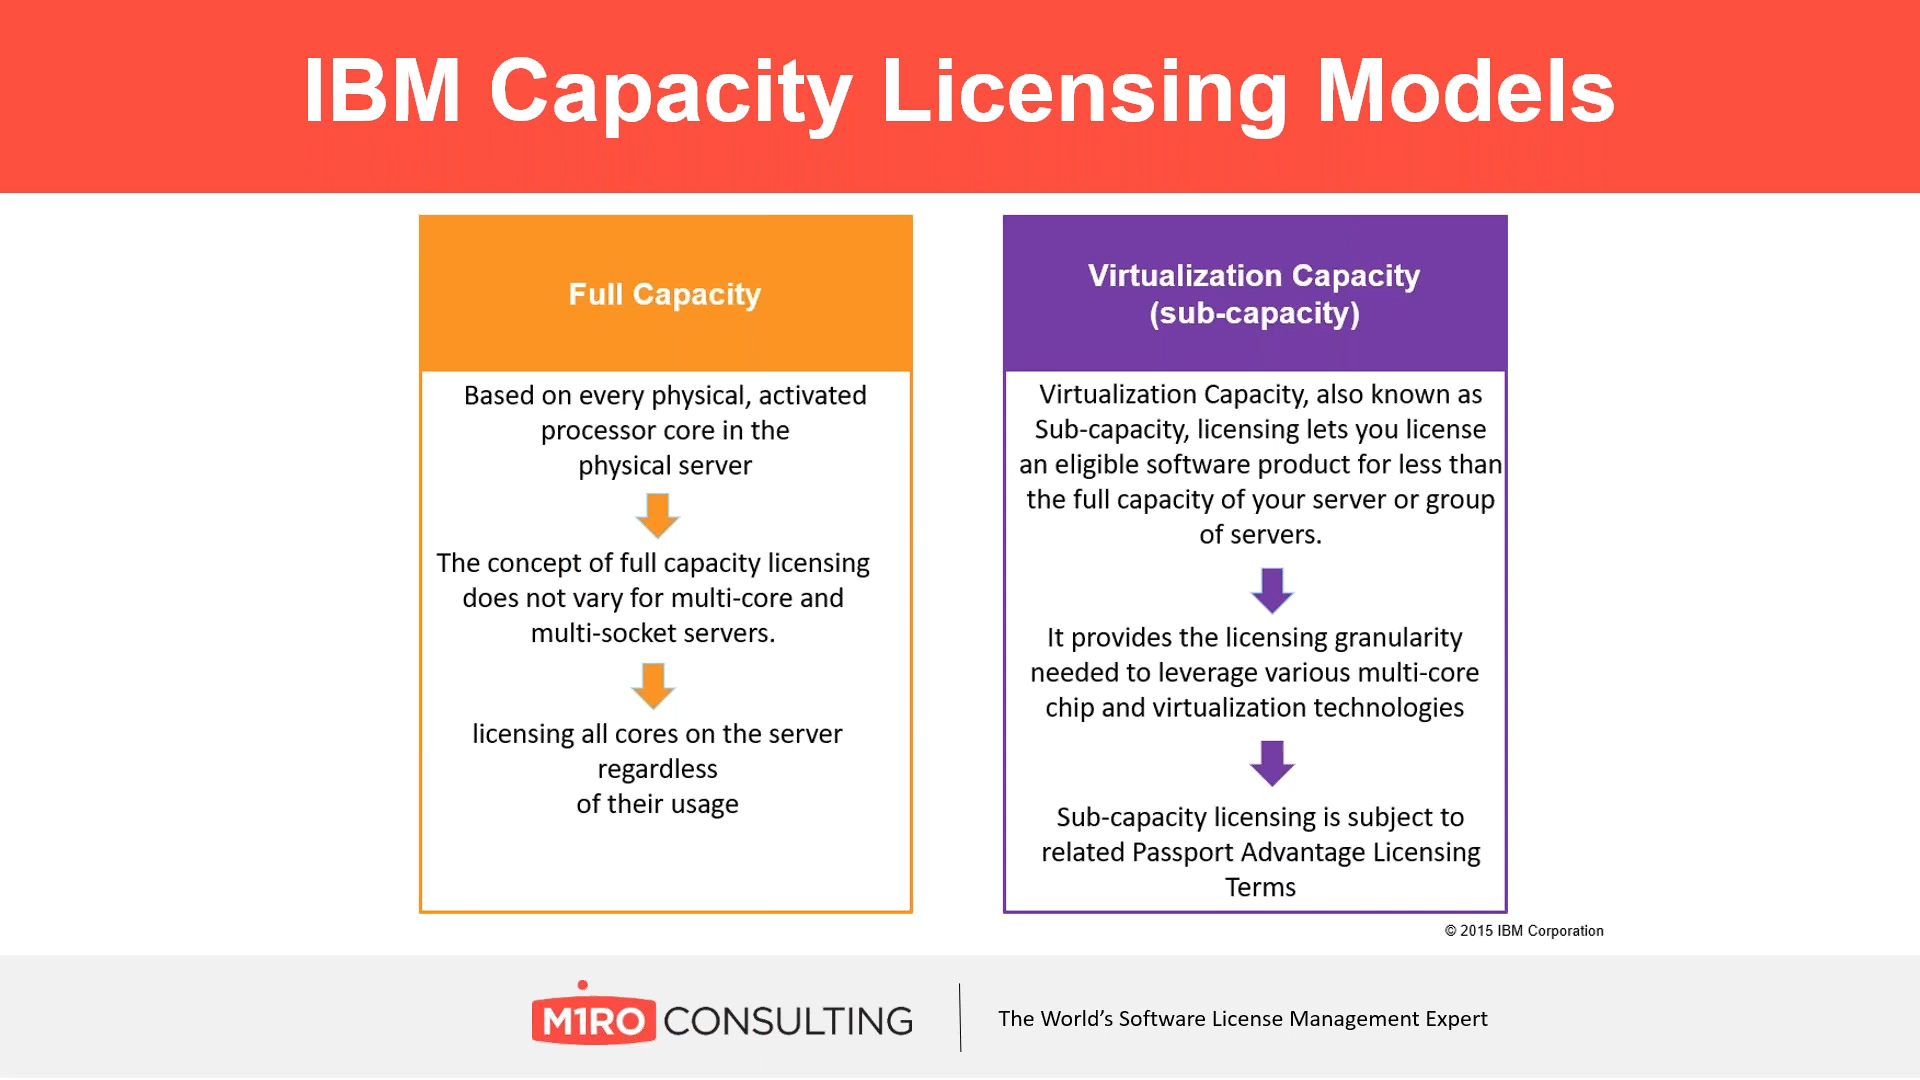 IBM Capacity Licensing Models
Full Capacity
Based on every physical, activated
processor core in the
physical server
The concept of full capacity licensing
does not vary for multi-core and
multi-socket servers.
licensing all cores on the server
regardless
of their usage
Virtualization Capacity
(sub-capacity)
Virtualization Capacity, also known as
Sub-capacity, licensing lets you license
an eligible software product for less than
the full capacity of your server or group
of servers.
It provides the licensing granularity
needed to leverage various multi-core
chip and virtualization technologies
Sub-capacity licensing is subject to
related Passport Advantage Licensing
Terms
© 2015 IBM Corporation
M1RO CONSULTING
The World's Software License Management Expert